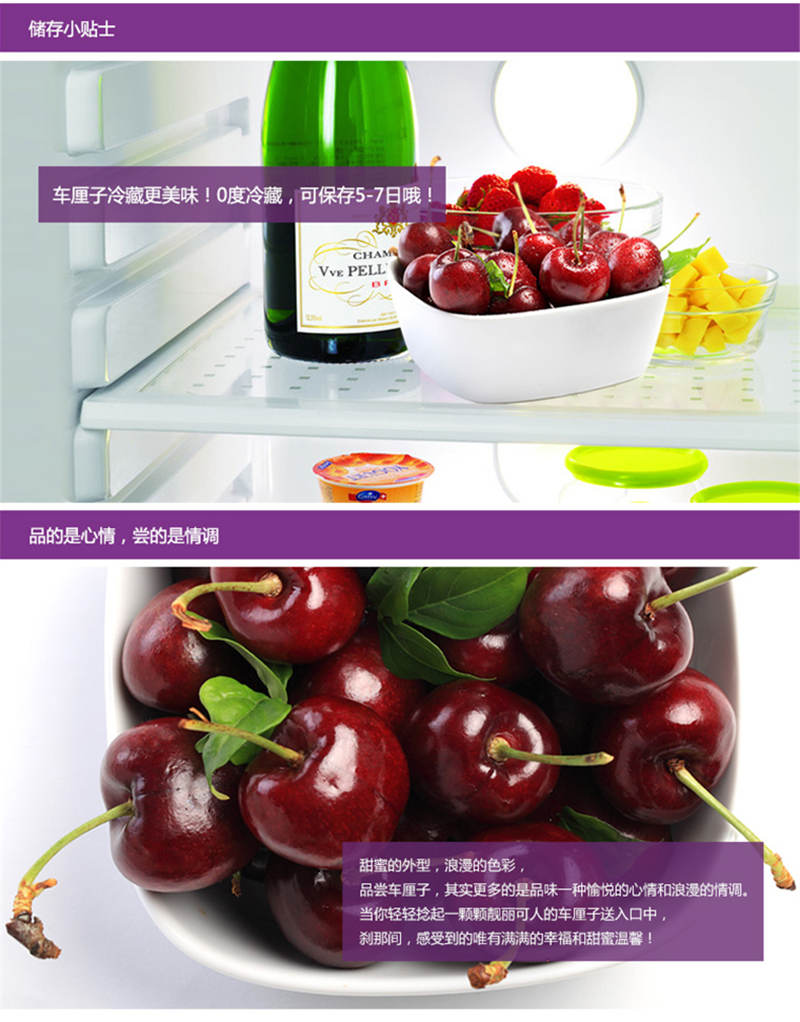 储存小贴士
车厘子冷藏更美味！0度冷藏，可保存5-7日哦！
CHAM
VVE PELL
BR
品的是心情，尝的是情调
甜蜜的外型，浪漫的色彩，
品尝车厘子，其实更多的是品味一种愉悦的心情和浪漫的情调。
当你轻轻捻起一颗颗靓丽可人的车厘子送入口中，
刹那间，感受到的唯有满满的幸福和甜蜜温馨！